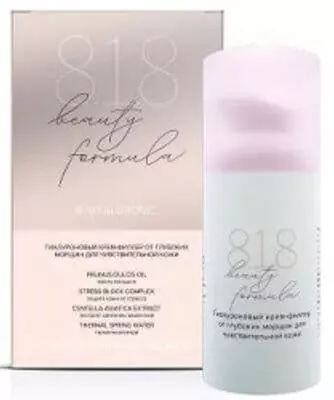 818
beauty
formula
ГИАЛУРОНОВЫЙ КРЕМ-ФИЛЛЕР ОТ ГЛУБОКИХ
МОРЩИН ДЛЯ ЧУВСТВИТЕЛЬНОЙ КОЖИ
PRUNUS DULCIS OIL
STRESS BLOCK COMPLEX
CENTELLA ASIATICA EXTRACT
THERMAL SPRING WATER
818
beauty
formula
Гиалуроновый крем-филлер
от глубоких морщин для
чувствительной кожи